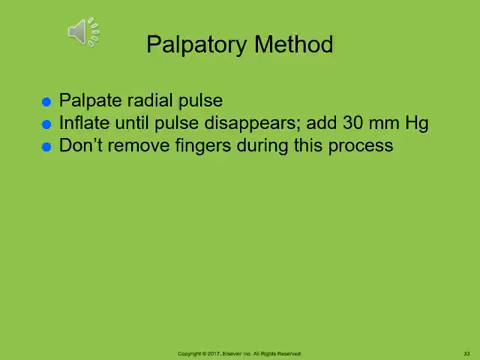 Palpatory Method
Palpate radial pulse
Inflate until pulse disappears; add 30 mm Hg
Don't remove fingers during this process
Copyright © 2017, Elsevier Inc. All Rights Reserved.